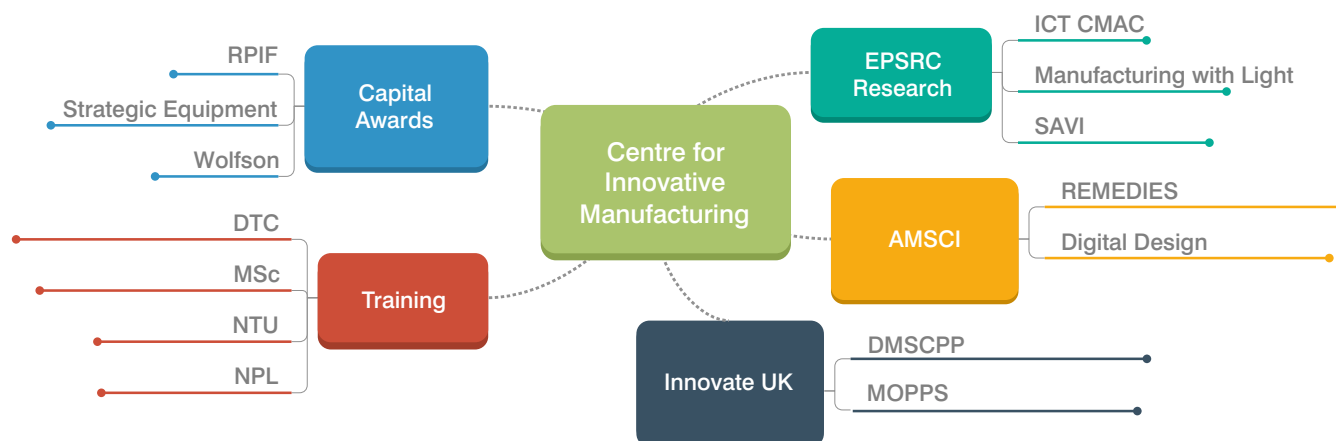 RPIF
Strategic Equipment
Wolfson
Capital
Awards
DTC
MSc
NTU
NPL
Training
Centre for
Innovative
Manufacturing
EPSRC
Research
ICT CMAC
Manufacturing with Light
SAVI
AMSCI
REMEDIES
Digital Design
Innovate UK
DMSCPP
MOPPS